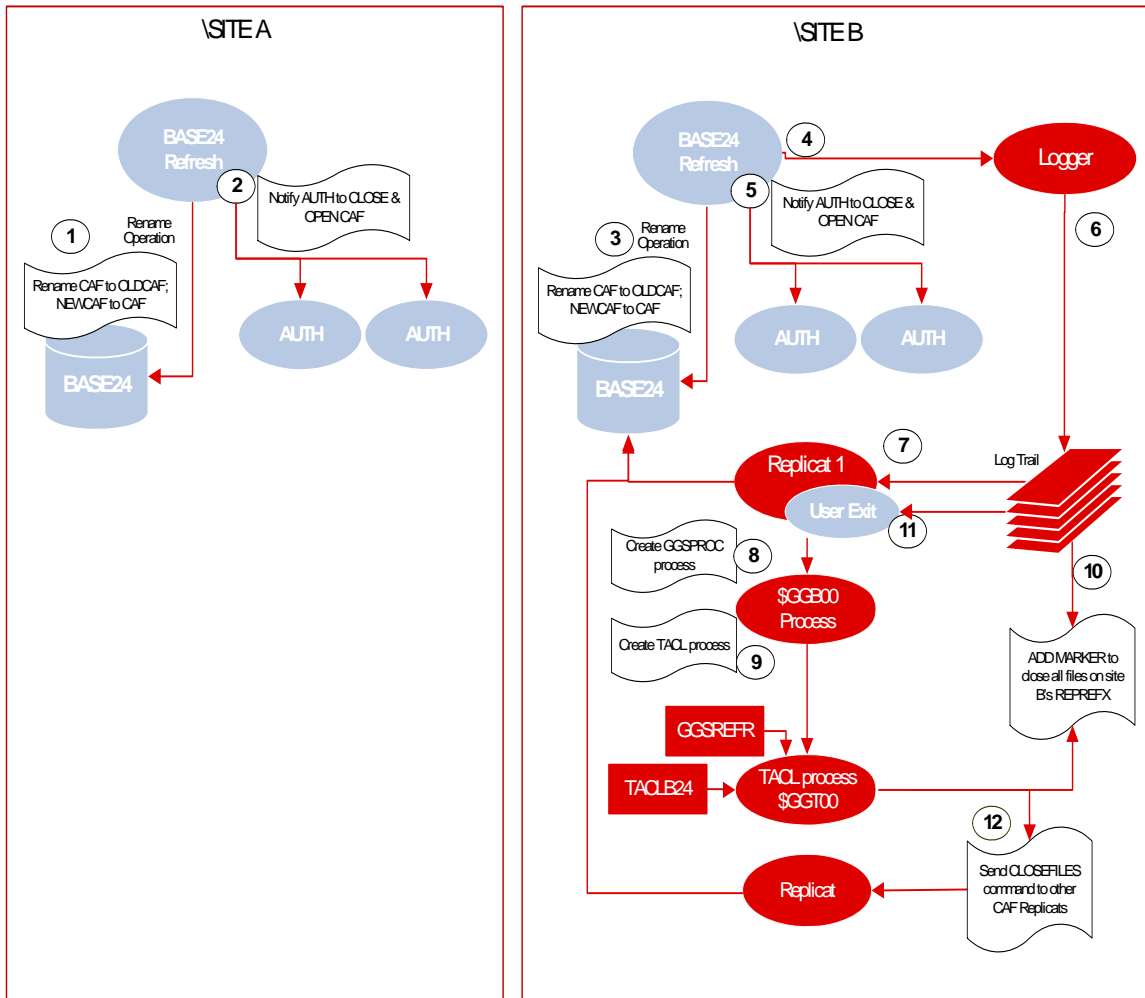 \SITE A
BASE24
Refresh
2
Notify AUTH to CLOSE &
OPEN CAF
1
Rename
Operation
Rename CAF to OLDCAF;
NEWCAF to CAF
BASE24
AUTH
AUTH
\SITE B
BASE24
Refresh
4
Logger
5
Notify AUTH to CLOSE &
OPEN CAF
3
Rename
Operation
6
Rename CAF to OLDCAF;
NEWCAF to CAF
BASE24
AUTH
AUTH
Replicat 1
7
Log Trail
User Exit
11
Create GGSPROC
process
8
$GGB00
Process
10
Create TACL process
9
ADD MARKER to
close all files on site
B's REPREFX
GGSREFR
TACLB24
TACL process
$GGT00
12
Send CLOSEFILES
command to other
CAF Replicats
Replicat